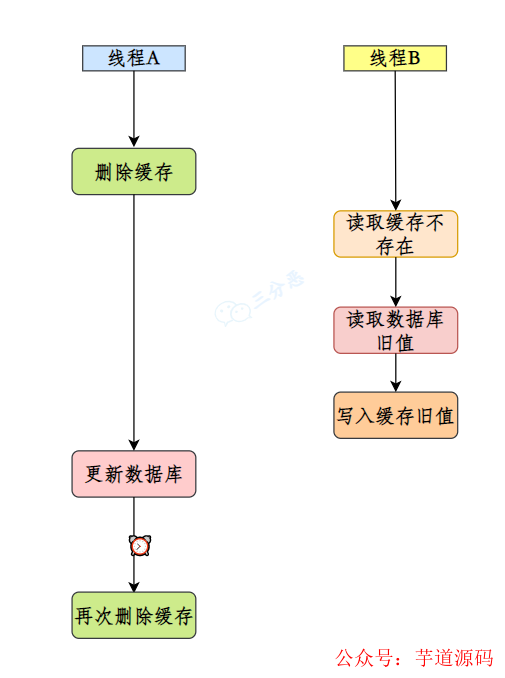 线程A
线程B
删除缓存
读取缓存不
存在
三分恶
读取数据库
旧值
写入缓存旧值
更新数据库
再次删除缓存
公众号：芋道源码